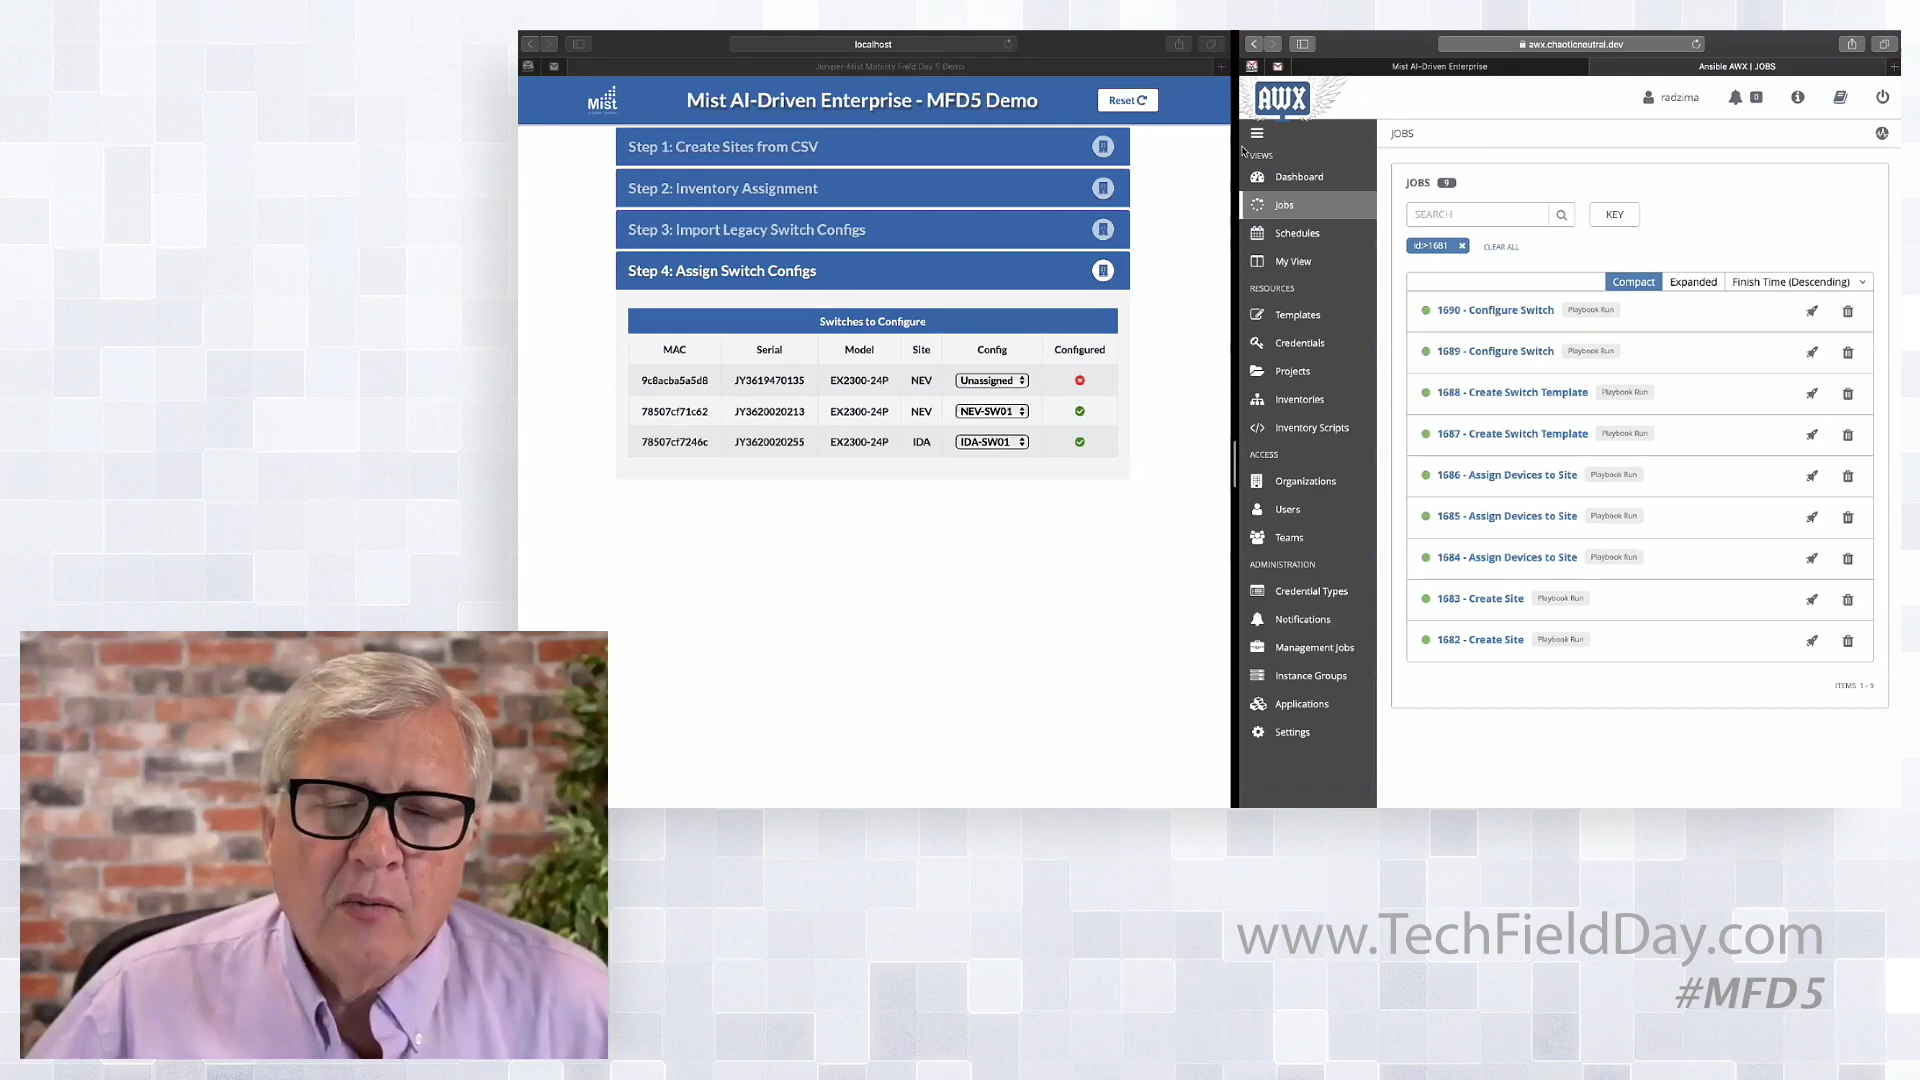 localhost
Juniper-Mist Mobility Field Day 5 Demo
Mist
Mist AI-Driven Enterprise - MFD5 Demo
Reset
Step 1: Create Sites from CSV
Step 2: Inventory Assignment
Step 3: Import Legacy Switch Configs
Step 4: Assign Switch Configs
Switches to Configure
MAC Serial Model Site Config Configured
9c8acba5a5d8 JY3619470135 EX2300-24P NEV Unassigned
78507cf71c62 JY3620020213 EX2300-24P NEV NEV-SW01
78507cf7246c JY3620020255 EX2300-24P IDA IDA-SW01
awx.chaoticneutral.dev
Mist AI-Driven Enterprise
Ansible AWX | JOBS
AWX
radzima
0
VIEWS
Dashboard
Jobs
Schedules
My View
RESOURCES
Templates
Credentials
Projects
Inventories
Inventory Scripts
ACCESS
Organizations
Users
Teams
ADMINISTRATION
Credential Types
Notifications
Management Jobs
Instance Groups
Applications
Settings
JOBS
JOBS 9
SEARCH
KEY
id:>1681 x
CLEAR ALL
Compact Expanded Finish Time (Descending)
1690 - Configure Switch Playbook Run
1689 - Configure Switch Playbook Run
1688 - Create Switch Template Playbook Run
1687 - Create Switch Template Playbook Run
1686 - Assign Devices to Site Playbook Run
1685 - Assign Devices to Site Playbook Run
1684 - Assign Devices to Site Playbook Run
1683 - Create Site Playbook Run
1682 - Create Site Playbook Run
ITEMS 1 - 9
www.TechFieldDay.com
#MFD5